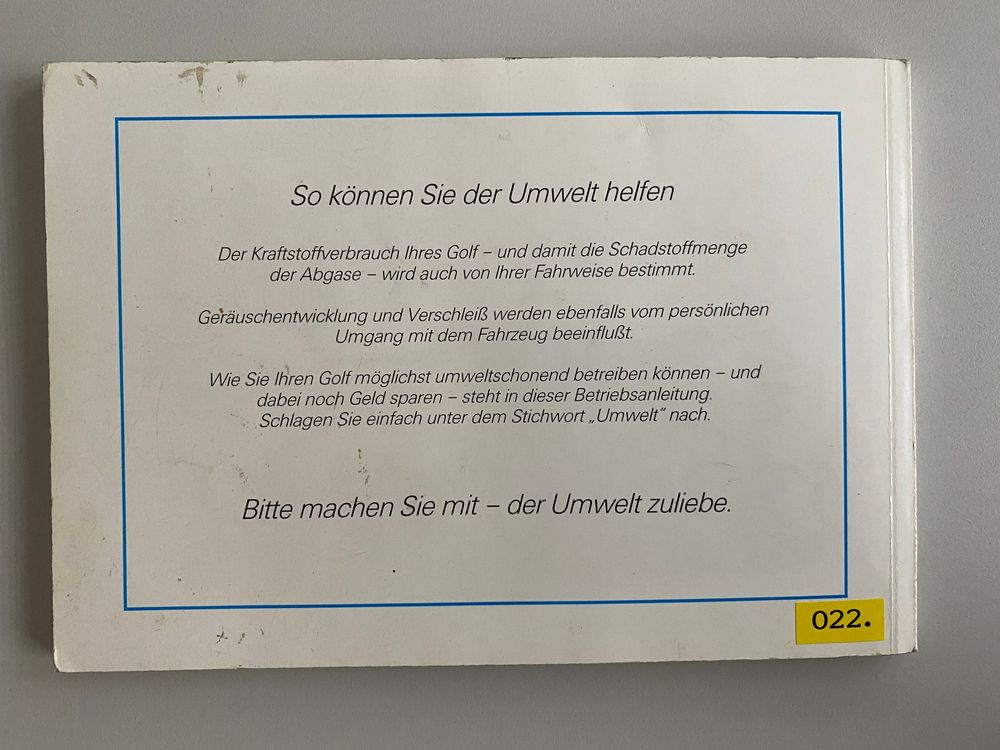 So können Sie der Umwelt helfen
Der Kraftstoffverbrauch Ihres Golf – und damit die Schadstoffmenge
der Abgase – wird auch von Ihrer Fahrweise bestimmt.
Geräuschentwicklung und Verschleiß werden ebenfalls vom persönlichen
Umgang mit dem Fahrzeug beeinflußt.
Wie Sie Ihren Golf möglichst umweltschonend betreiben können – und
dabei noch Geld sparen – steht in dieser Betriebsanleitung.
Schlagen Sie einfach unter dem Stichwort „Umwelt“ nach.
Bitte machen Sie mit – der Umwelt zuliebe.
022.